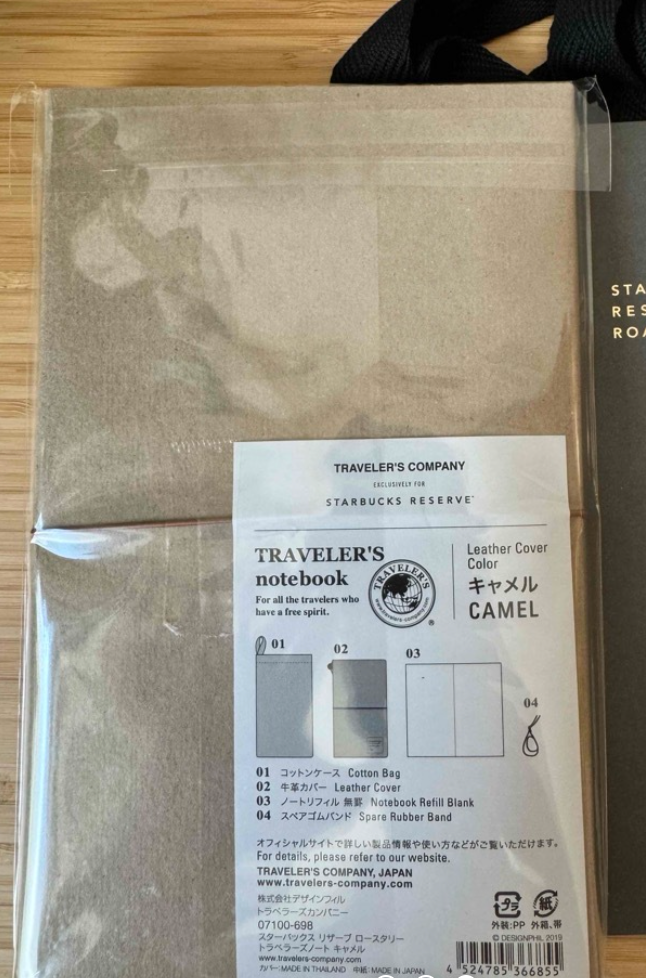 STA
RES
ROA
TRAVELER'S COMPANY
EXCLUSIVELY FOR
STARBUCKS RESERVE
TRAVELER'S
notebook
For all the travelers who
have a free spirit.
TRAVELER'S
www.travelers-company.com
®
Leather Cover
Color
キャメル
CAMEL
01
02
03
04
01 コットンケース Cotton Bag
02 牛革カバー Leather Cover
03 ノートリフィル 無罫 Notebook Refill Blank
04 スペアゴムバンド Spare Rubber Band
オフィシャルサイトで詳しい製品情報や使い方などがご覧いただけます。
For details, please refer to our website.
TRAVELER'S COMPANY, JAPAN
www.travelers-company.com
株式会社デザインフィル
トラベラーズカンパニー
07100-698
スターバックス リザーブ ロースタリー
トラベラーズノート キャメル
www.travelers-company.com
カバー:MADE IN THAILAND 中紙:MADE IN JAPAN
プラ
紙
外装:PP 外箱、帯
© DESIGNPHIL 2019
4 524785 366855